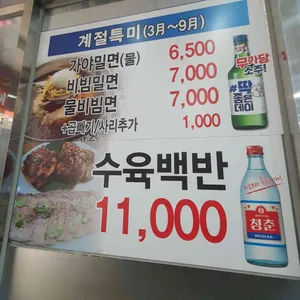 계절특미(3月～9月)
가야밀면(물) 6,500
비빔밀면 7,000
물비빔면 7,000
+곱빼기/사리추가 1,000
무가당
소주!
#딱
좋은
데이
수육백반
11,000
청춘